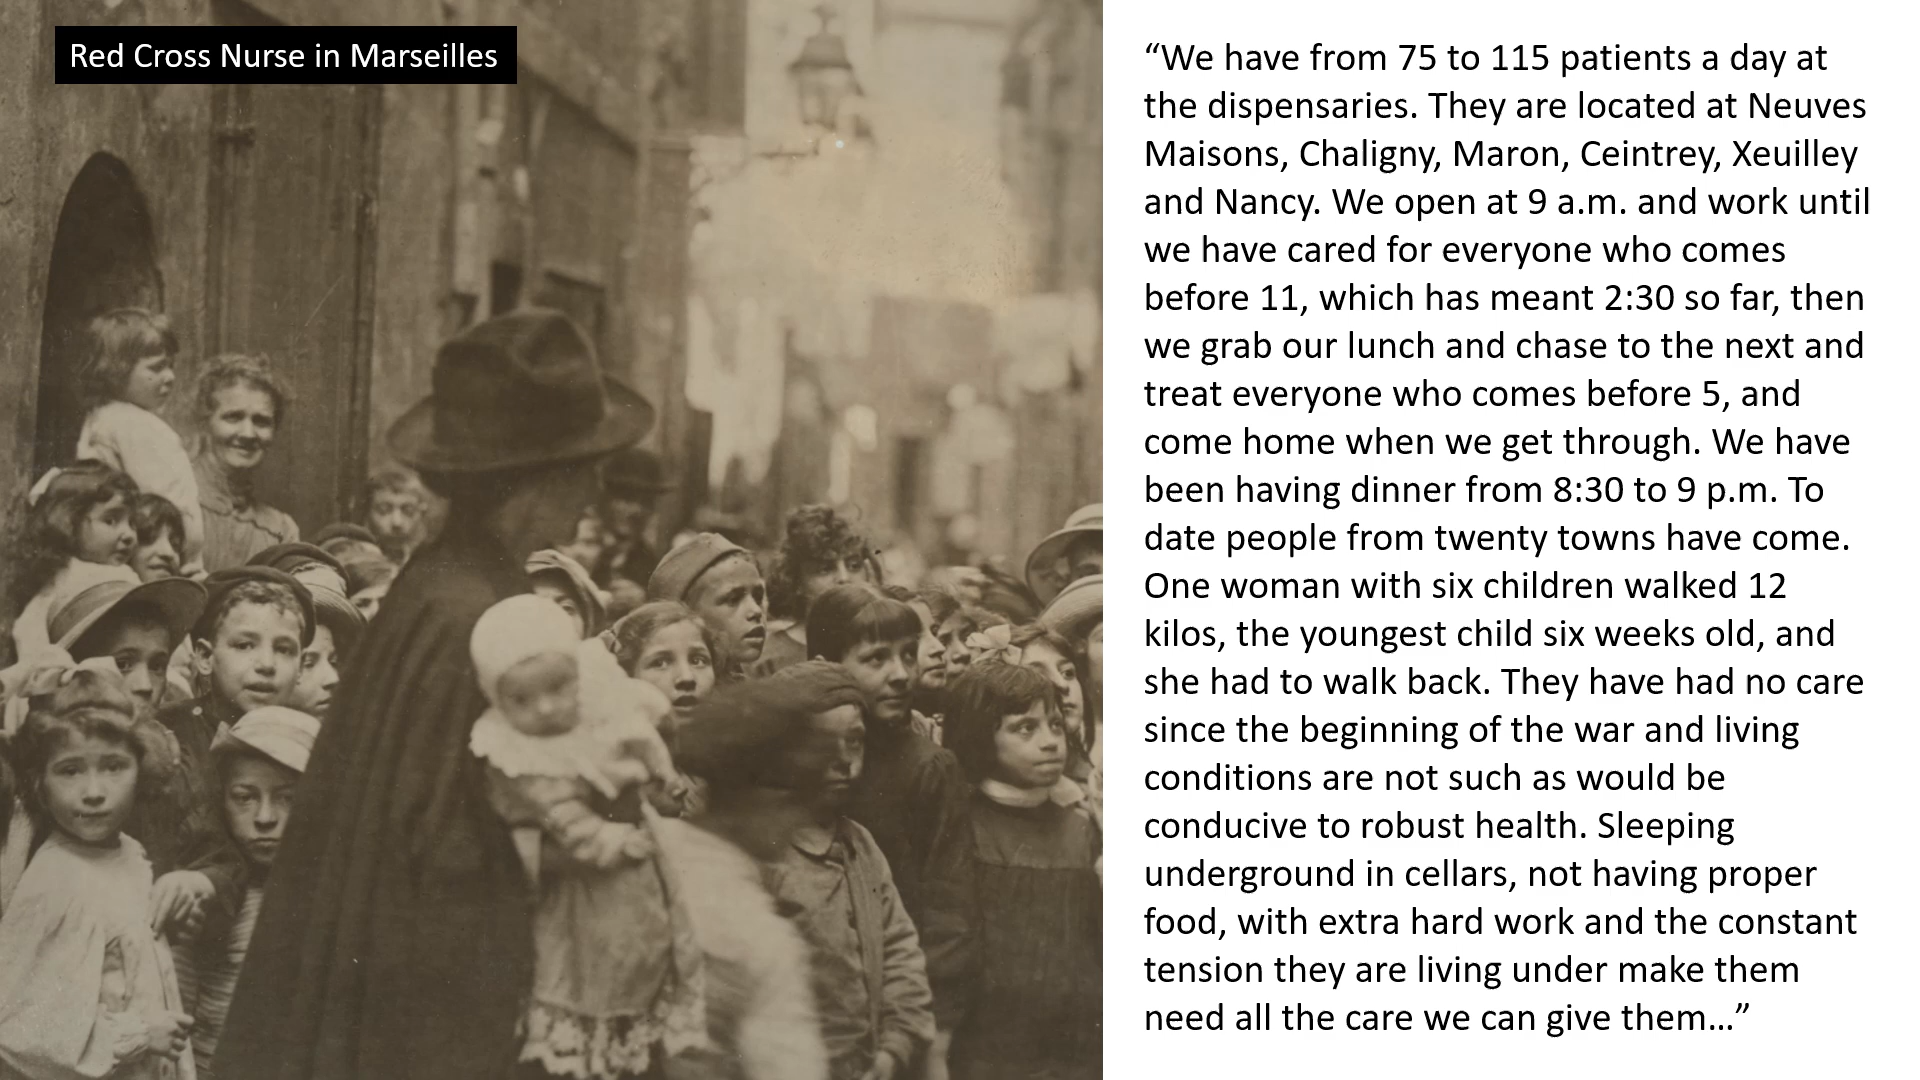 Red Cross Nurse in Marseilles
“We have from 75 to 115 patients a day at
the dispensaries. They are located at Neuves
Maisons, Chaligny, Maron, Ceintrey, Xeuilley
and Nancy. We open at 9 a.m. and work until
we have cared for everyone who comes
before 11, which has meant 2:30 so far, then
we grab our lunch and chase to the next and
treat everyone who comes before 5, and
come home when we get through. We have
been having dinner from 8:30 to 9 p.m. To
date people from twenty towns have come.
One woman with six children walked 12
kilos, the youngest child six weeks old, and
she had to walk back. They have had no care
since the beginning of the war and living
conditions are not such as would be
conducive to robust health. Sleeping
underground in cellars, not having proper
food, with extra hard work and the constant
tension they are living under make them
need all the care we can give them…”